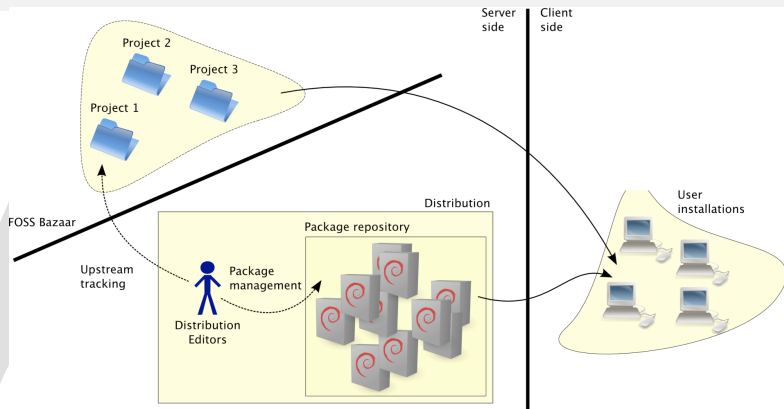 Server
side
Client
side
Project 2
Project 3
Project 1
FOSS Bazaar
Distribution
Package repository
User
installations
Upstream
tracking
Package
management
Distribution
Editors